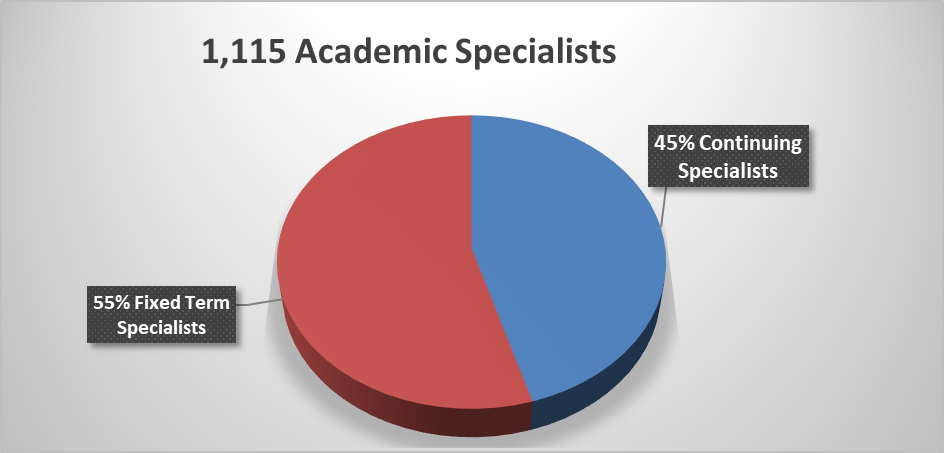 1,115 Academic Specialists
45% Continuing
Specialists
55% Fixed Term
Specialists